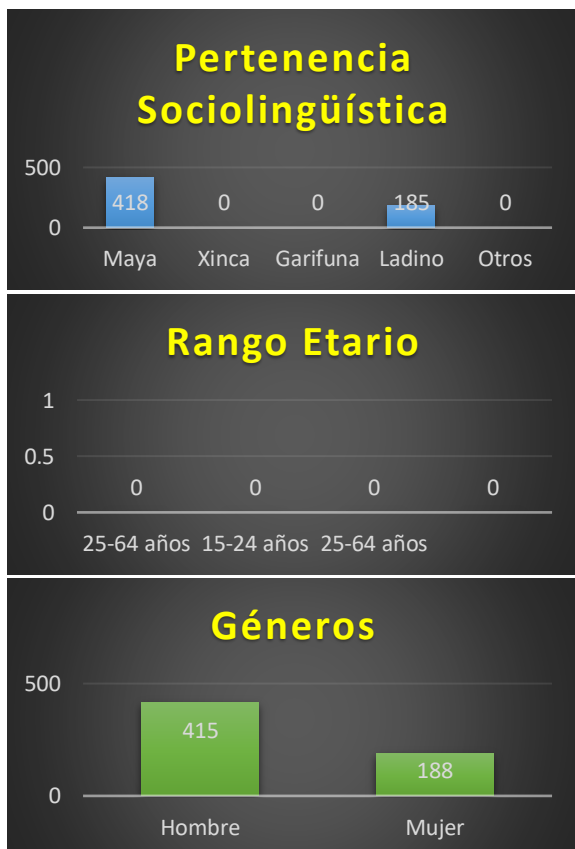 Pertenencia
Sociolingüística
500
418 0 0 185 0
0
Maya Xinca Garifuna Ladino Otros
Rango Etario
1
0.5
0 0 0 0
0
25-64 años 15-24 años 25-64 años
Géneros
500
415
188
0
Hombre Mujer